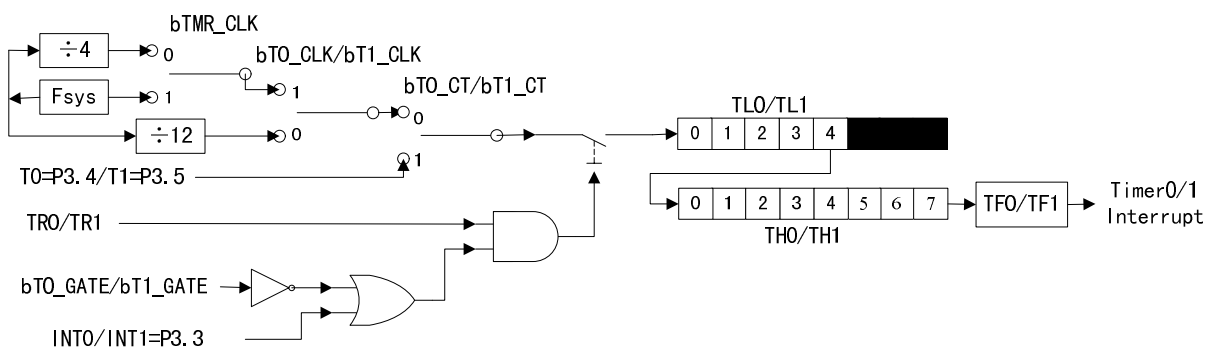 bTMR_CLK
÷4
0
bT0_CLK/bT1_CLK
Fsys
1
1
bT0_CT/bT1_CT
0
÷12
0
TL0/TL1
0 1 2 3 4
T0=P3.4/T1=P3.5
1
0 1 2 3 4 5 6 7
TF0/TF1
Timer0/1
Interrupt
TH0/TH1
TR0/TR1
bT0_GATE/bT1_GATE
INT0/INT1=P3.3